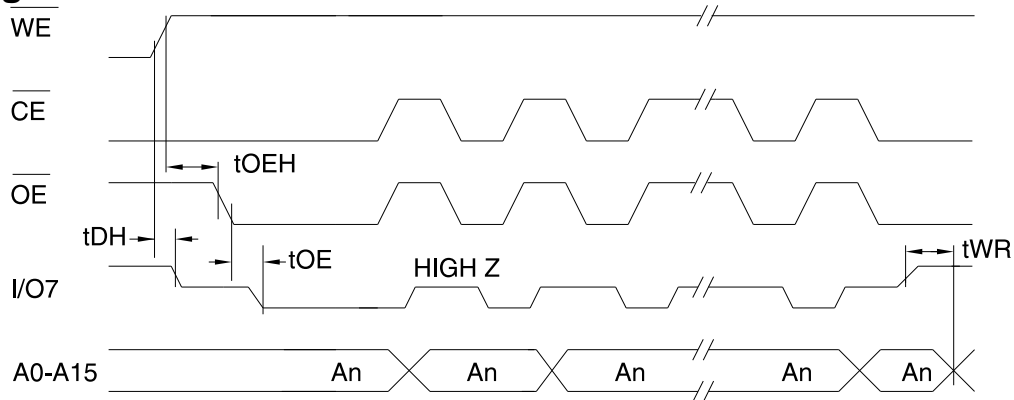 WE
CE
tOEH
OE
tDH
tOE
tWR
HIGH Z
I/O7
A0-A15 An An An An An